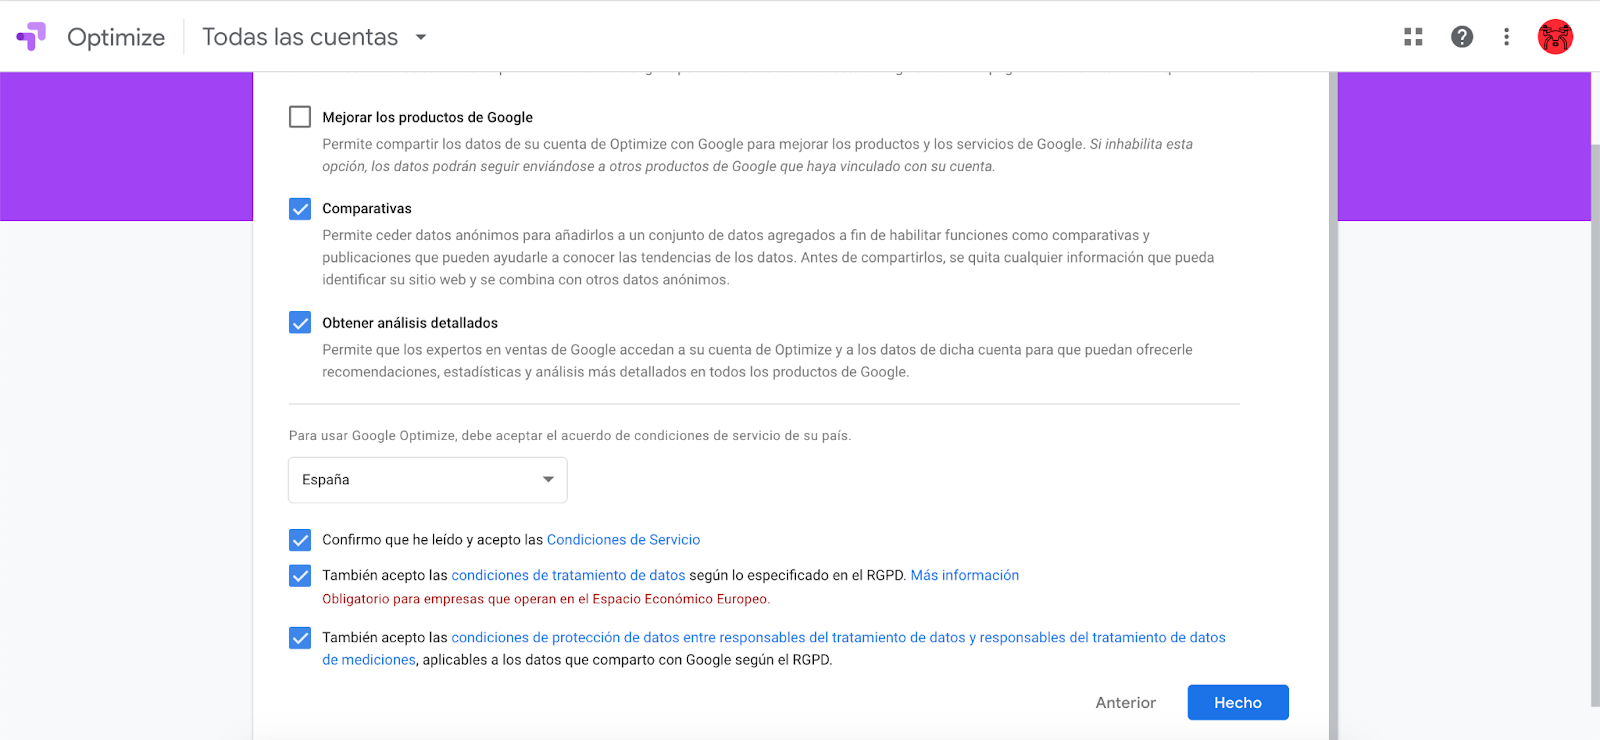 Optimize
Todas las cuentas
Mejorar los productos de Google
Permite compartir los datos de su cuenta de Optimize con Google para mejorar los productos y los servicios de Google. Si inhabilita esta
opción, los datos podrán seguir enviándose a otros productos de Google que haya vinculado con su cuenta.
Comparativas
Permite ceder datos anónimos para añadirlos a un conjunto de datos agregados a fin de habilitar funciones como comparativas y
publicaciones que pueden ayudarle a conocer las tendencias de los datos. Antes de compartirlos, se quita cualquier información que pueda
identificar su sitio web y se combina con otros datos anónimos.
Obtener análisis detallados
Permite que los expertos en ventas de Google accedan a su cuenta de Optimize y a los datos de dicha cuenta para que puedan ofrecerle
recomendaciones, estadísticas y análisis más detallados en todos los productos de Google.
Para usar Google Optimize, debe aceptar el acuerdo de condiciones de servicio de su país.
España
Confirmo que he leído y acepto las Condiciones de Servicio
También acepto las condiciones de tratamiento de datos según lo especificado en el RGPD. Más información
Obligatorio para empresas que operan en el Espacio Económico Europeo.
También acepto las condiciones de protección de datos entre responsables del tratamiento de datos y responsables del tratamiento de datos
de mediciones, aplicables a los datos que comparto con Google según el RGPD.
Anterior
Hecho